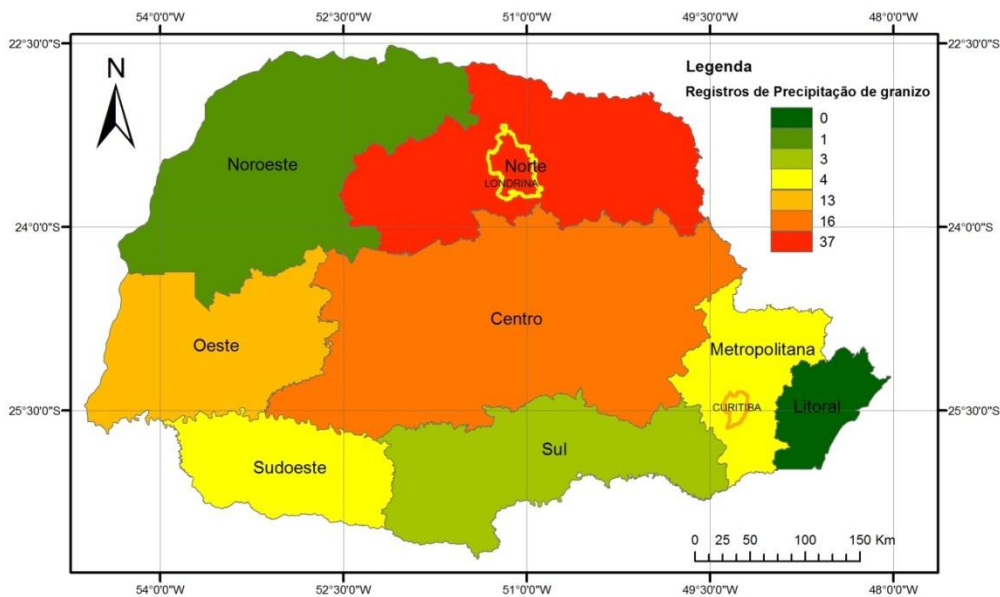 54°0'0"W 52°30'0"W 51°0'0"W 49°30'0"W 48°0'0"W
22°30'0"S 22°30'0"S
N
Legenda
Registros de Precipitação de granizo
0
1
3
4
13
16
37
Noroeste
Norte
LONDRINA
24°0'0"S 24°0'0"S
Centro
Oeste
Metropolitana
CURITIBA
Litoral
25°30'0"S 25°30'0"S
Sul
Sudoeste
0 25 50 100 150 Km
54°0'0"W 52°30'0"W 51°0'0"W 49°30'0"W 48°0'0"W